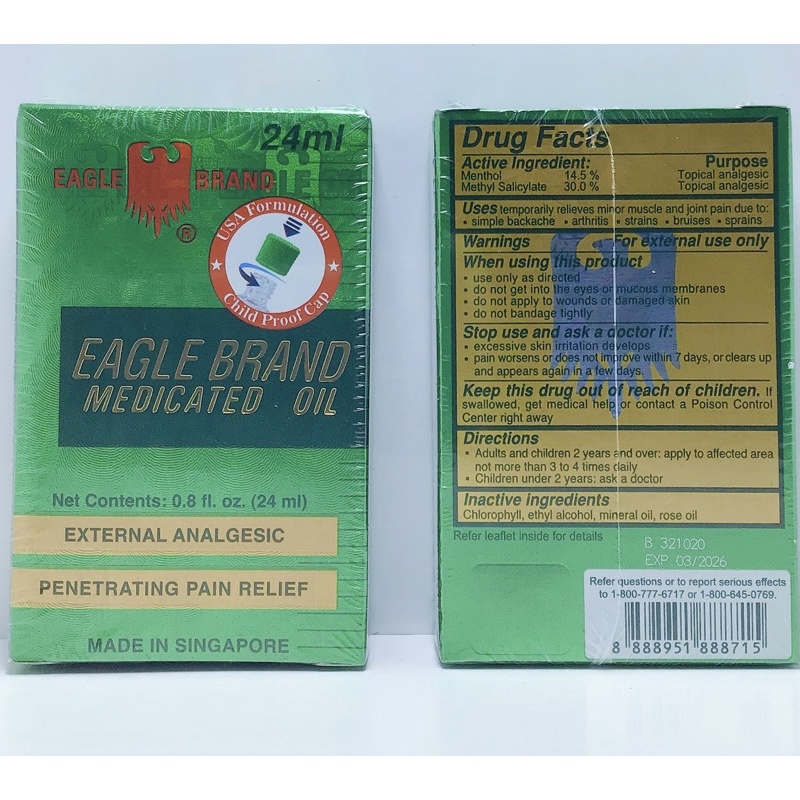 24ml
EAGLE BRAND
®
USA Formulation
Child Proof Cap
EAGLE BRAND
MEDICATED OIL
Net Contents: 0.8 fl. oz. (24 ml)
EXTERNAL ANALGESIC
PENETRATING PAIN RELIEF
MADE IN SINGAPORE
Drug Facts
Active Ingredient: Purpose
Menthol 14.5 % Topical analgesic
Methyl Salicylate 30.0 % Topical analgesic
Uses temporarily relieves minor muscle and joint pain due to:
• simple backache • arthritis • strains • bruises • sprains
Warnings For external use only
When using this product
• use only as directed
• do not get into the eyes or mucous membranes
• do not apply to wounds or damaged skin
• do not bandage tightly
Stop use and ask a doctor if:
• excessive skin irritation develops
• pain worsens or does not improve within 7 days, or clears up
and appears again in a few days.
Keep this drug out of reach of children. If
swallowed, get medical help or contact a Poison Control
Center right away
Directions
• Adults and children 2 years and over: apply to affected area
not more than 3 to 4 times daily
• Children under 2 years: ask a doctor
Inactive ingredients
Chlorophyll, ethyl alcohol, mineral oil, rose oil
Refer leaflet inside for details
B 321020
EXP. 03/2026
Refer questions or to report serious effects
to 1-800-777-6717 or 1-800-645-0769.
8 888951 888715